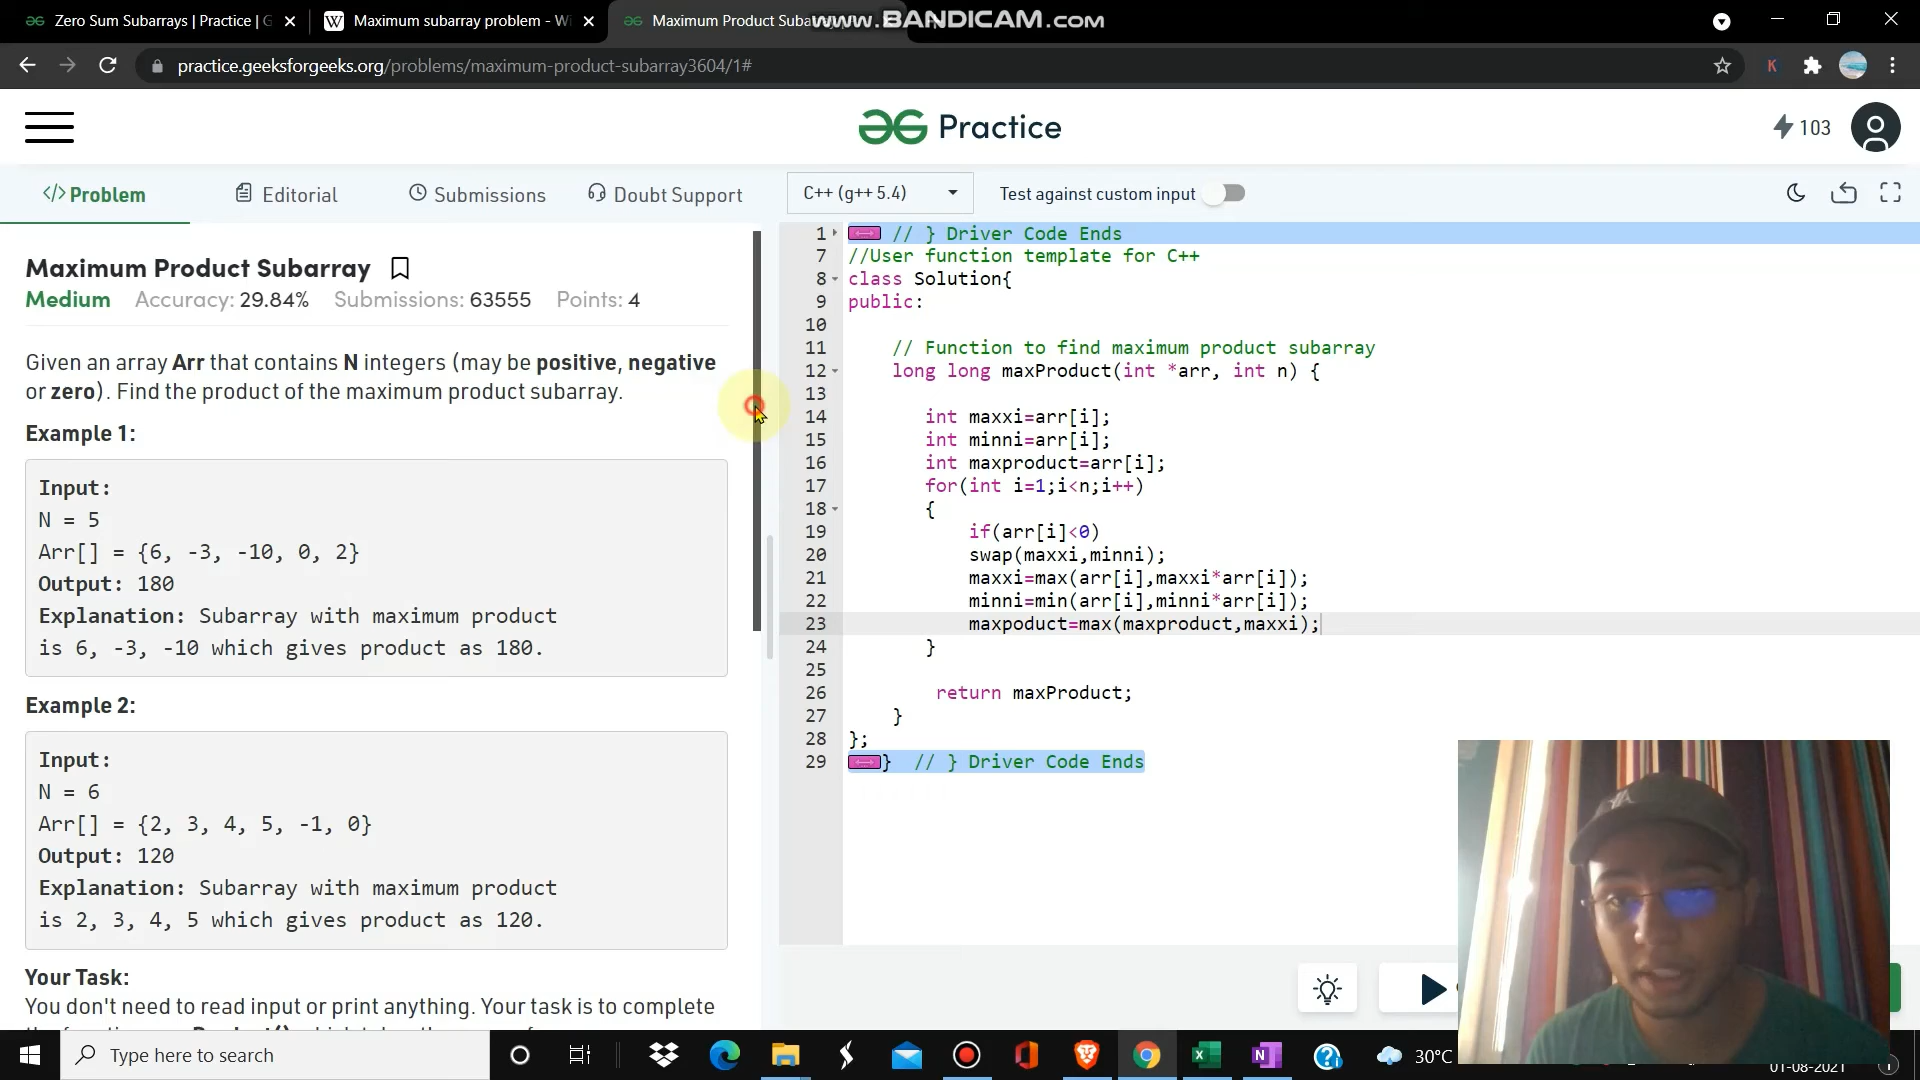 Zero Sum Subarrays | Practice | G
Maximum subarray problem - Wi
Maximum Product Suba
www.BANDICAM.com
practice.geeksforgeeks.org/problems/maximum-product-subarray3604/1#
K
Practice
103
</>Problem
Editorial
Submissions
Doubt Support
C++ (g++ 5.4)
Test against custom input
Maximum Product Subarray
Medium Accuracy: 29.84% Submissions: 63555 Points: 4
Given an array Arr that contains N integers (may be positive, negative
or zero). Find the product of the maximum product subarray.
Example 1:
Input:
N = 5
Arr[] = {6, -3, -10, 0, 2}
Output: 180
Explanation: Subarray with maximum product
is 6, -3, -10 which gives product as 180.
Example 2:
Input:
N = 6
Arr[] = {2, 3, 4, 5, -1, 0}
Output: 120
Explanation: Subarray with maximum product
is 2, 3, 4, 5 which gives product as 120.
Your Task:
You don't need to read input or print anything. Your task is to complete
1 // } Driver Code Ends
7 //User function template for C++
8 class Solution{
9 public:
10
11 // Function to find maximum product subarray
12 long long maxProduct(int *arr, int n) {
13
14 int maxxi=arr[i];
15 int minni=arr[i];
16 int maxproduct=arr[i];
17 for(int i=1;i<n;i++)
18 {
19 if(arr[i]<0)
20 swap(maxxi,minni);
21 maxxi=max(arr[i],maxxi*arr[i]);
22 minni=min(arr[i],minni*arr[i]);
23 maxpoduct=max(maxproduct,maxxi);
24 }
25
26 return maxProduct;
27 }
28 };
29 } // } Driver Code Ends
Type here to search
30°C
01-08-2021